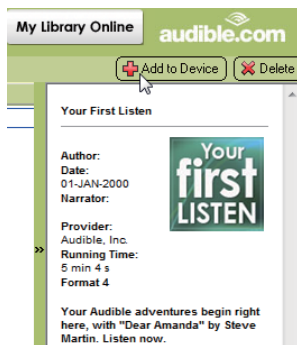 My Library Online
audible.com
Add to Device
Delete
Your First Listen
Author:
Date:
01-JAN-2000
Narrator:
Provider:
Audible, Inc.
Running Time:
5 min 4 s
Format 4
Your
first
LISTEN
»
Your Audible adventures begin right
here, with "Dear Amanda" by Steve
Martin. Listen now.